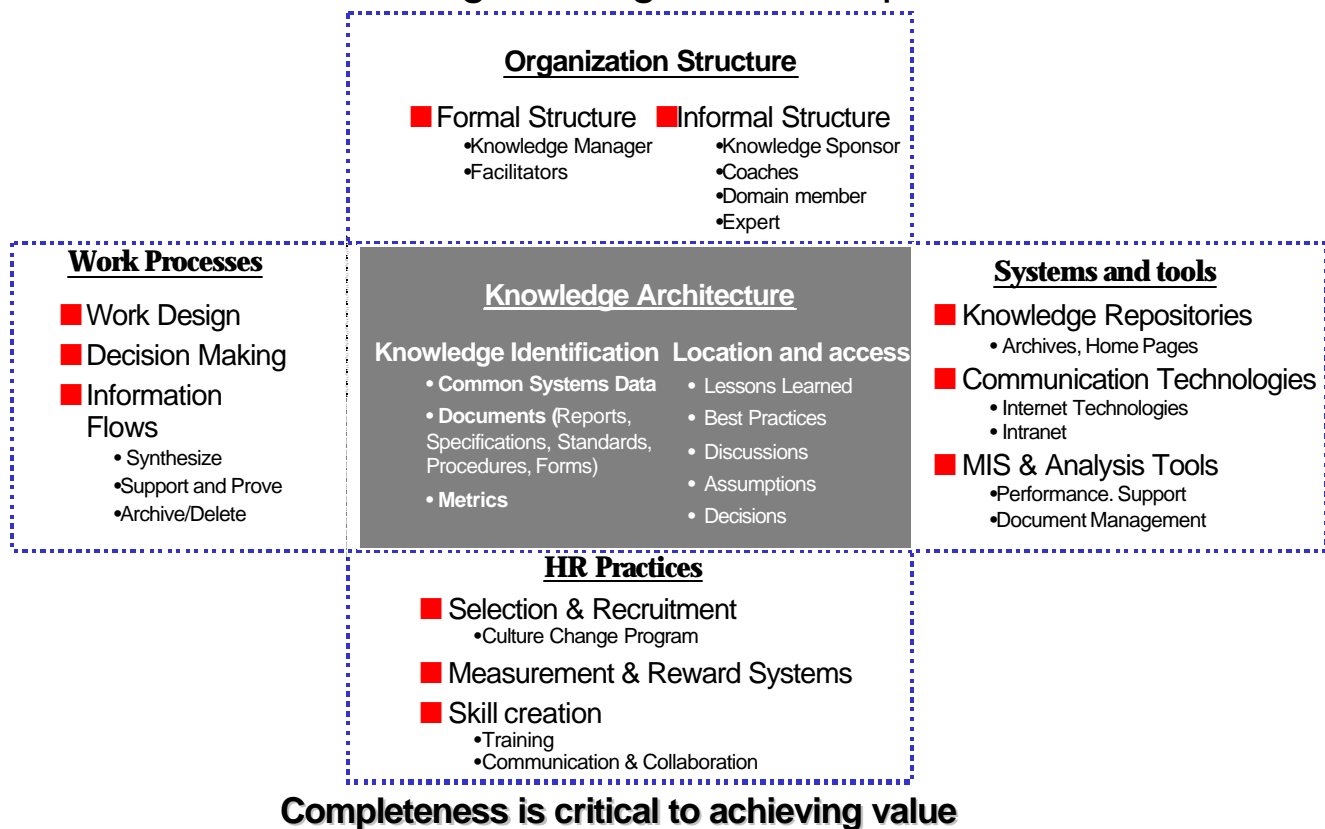 Organization Structure
■ Formal Structure
•Knowledge Manager
•Facilitators
■Informal Structure
•Knowledge Sponsor
•Coaches
•Domain member
•Expert
Work Processes
■ Work Design
■ Decision Making
■ Information
Flows
• Synthesize
•Support and Prove
•Archive/Delete
Knowledge Architecture
Knowledge Identification
• Common Systems Data
• Documents (Reports,
Specifications, Standards,
Procedures, Forms)
• Metrics
Location and access
• Lessons Learned
• Best Practices
• Discussions
• Assumptions
• Decisions
Systems and tools
■ Knowledge Repositories
• Archives, Home Pages
■ Communication Technologies
• Internet Technologies
• Intranet
■ MIS & Analysis Tools
•Performance. Support
•Document Management
HR Practices
■ Selection & Recruitment
•Culture Change Program
■ Measurement & Reward Systems
■ Skill creation
•Training
•Communication & Collaboration
Completeness is critical to achieving value